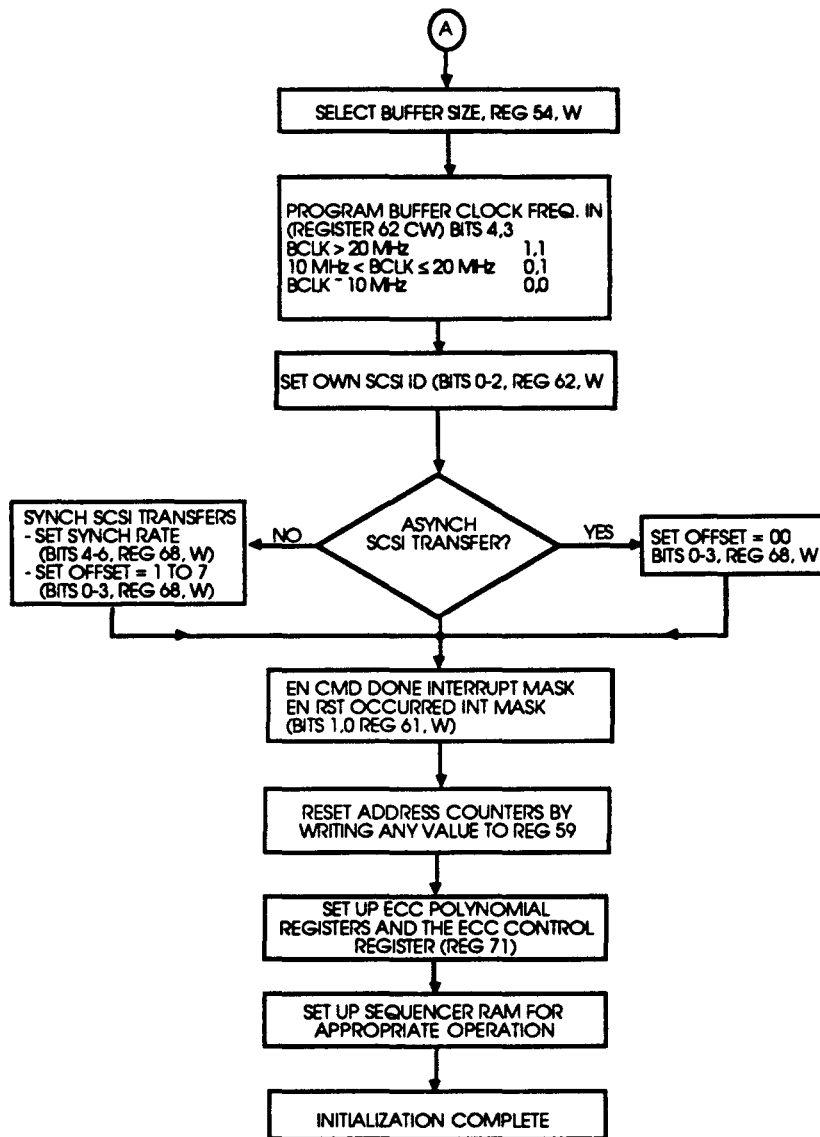 A
SELECT BUFFER SIZE, REG 54, W
PROGRAM BUFFER CLOCK FREQ. IN
(REGISTER 62 CW) BITS 4,3
BCLK > 20 MHz 1,1
10 MHz < BCLK ≤ 20 MHz 0,1
BCLK ‾ 10 MHz 0,0
SET OWN SCSI ID (BITS 0-2, REG 62, W
ASYNCH
SCSI TRANSFER?
NO
YES
SYNCH SCSI TRANSFERS
- SET SYNCH RATE
(BITS 4-6, REG 68, W)
- SET OFFSET = 1 TO 7
(BITS 0-3, REG 68, W)
SET OFFSET = 00
BITS 0-3, REG 68, W
EN CMD DONE INTERRUPT MASK
EN RST OCCURRED INT MASK
(BITS 1,0 REG 61, W)
RESET ADDRESS COUNTERS BY
WRITING ANY VALUE TO REG 59
SET UP ECC POLYNOMIAL
REGISTERS AND THE ECC CONTROL
REGISTER (REG 71)
SET UP SEQUENCER RAM FOR
APPROPRIATE OPERATION
INITIALIZATION COMPLETE